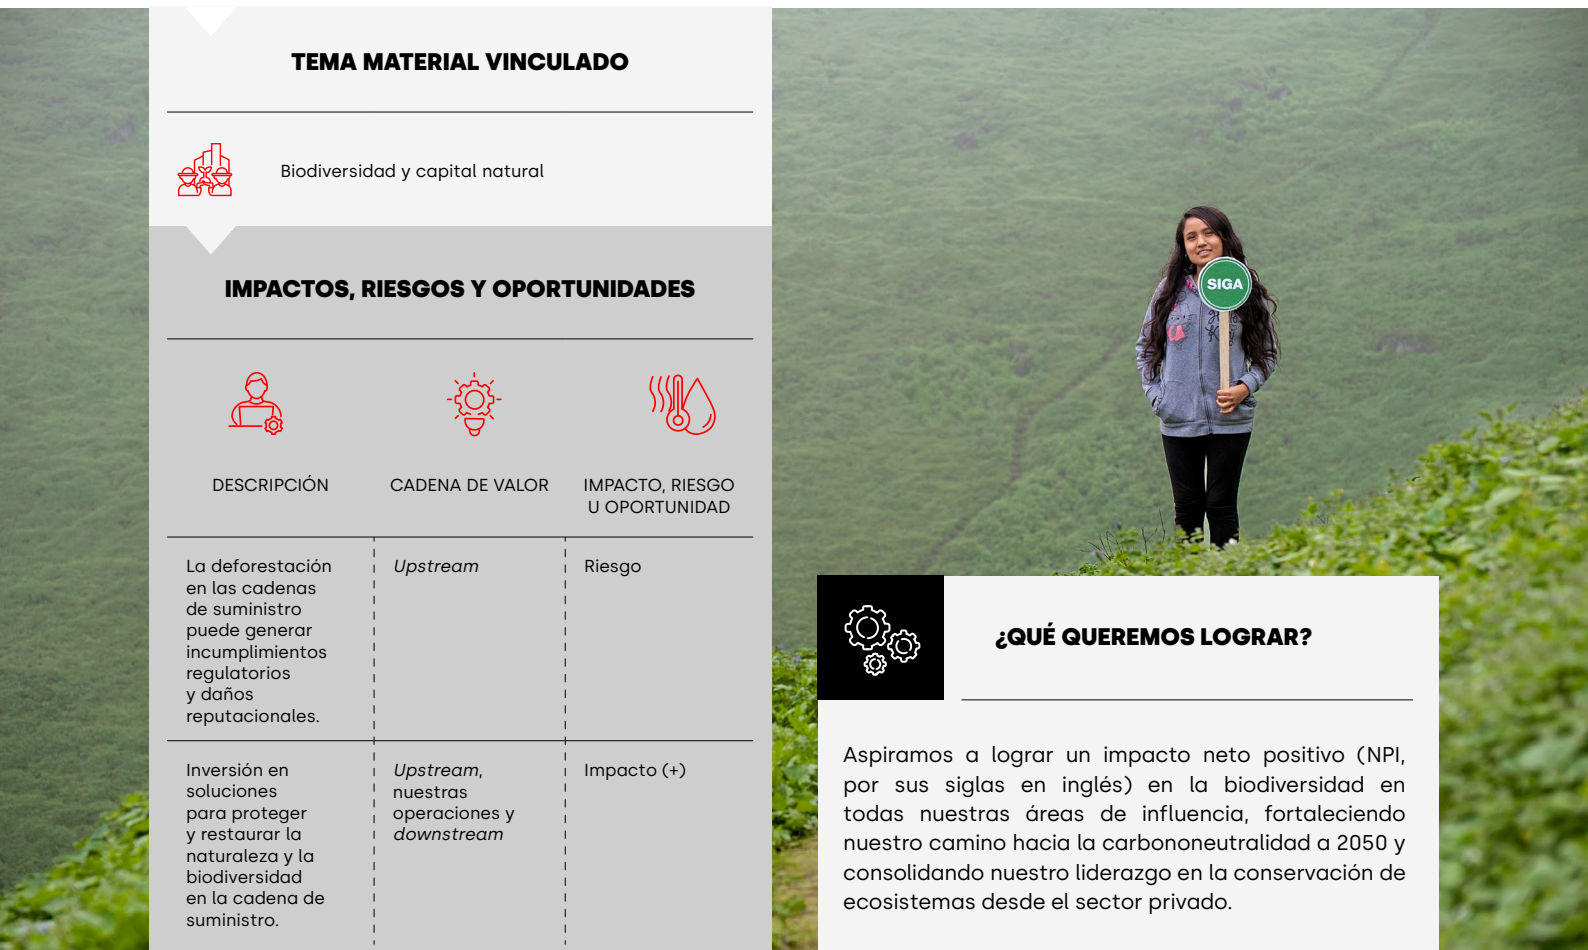 TEMA MATERIAL VINCULADO
Biodiversidad y capital natural
IMPACTOS, RIESGOS Y OPORTUNIDADES
DESCRIPCIÓN
CADENA DE VALOR
IMPACTO, RIESGO
U OPORTUNIDAD
La deforestación
en las cadenas
de suministro
puede generar
incumplimientos
regulatorios
y daños
reputacionales.
Upstream
Riesgo
Inversión en
soluciones
para proteger
y restaurar la
naturaleza y la
biodiversidad
en la cadena de
suministro.
Upstream,
nuestras
operaciones y
downstream
Impacto (+)
SIGA
¿QUÉ QUEREMOS LOGRAR?
Aspiramos a lograr un impacto neto positivo (NPI,
por sus siglas en inglés) en la biodiversidad en
todas nuestras áreas de influencia, fortaleciendo
nuestro camino hacia la carbononeutralidad a 2050 y
consolidando nuestro liderazgo en la conservación de
ecosistemas desde el sector privado.